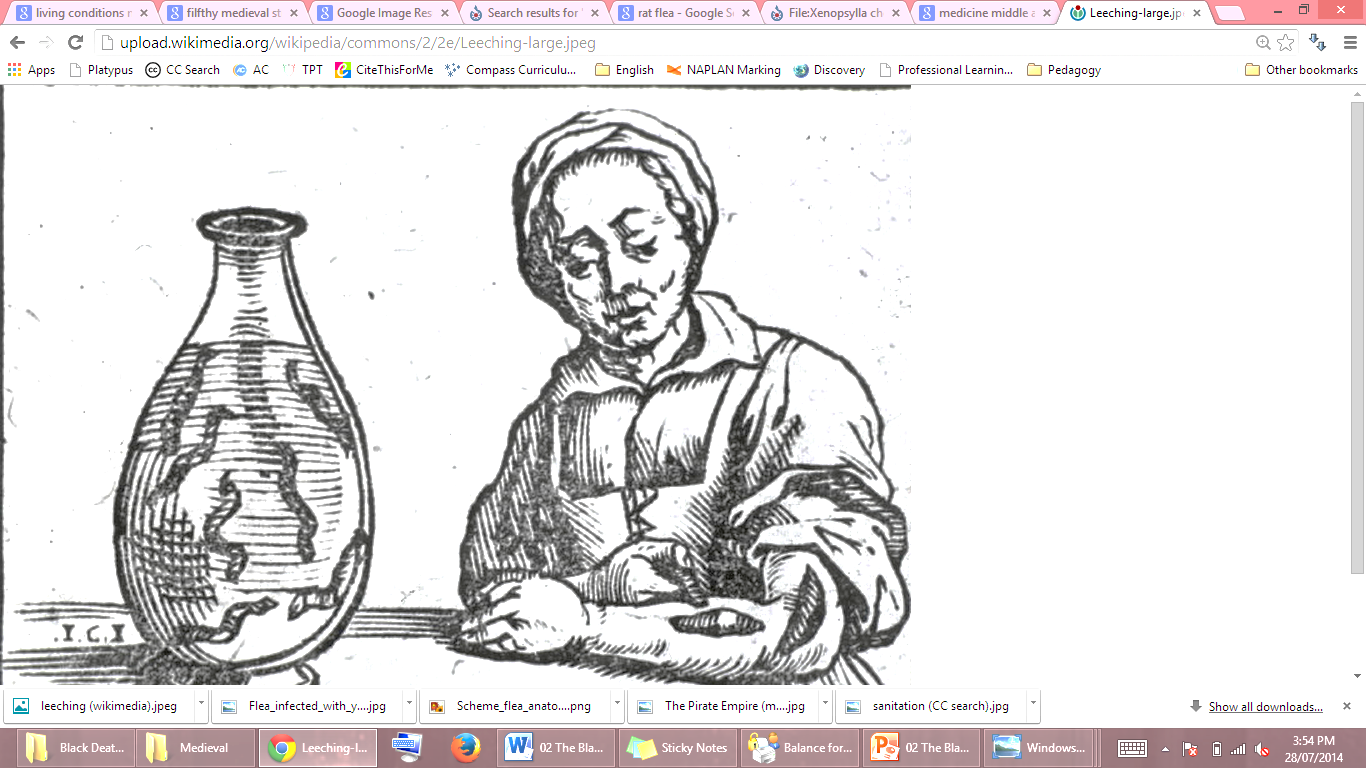 living conditions m
filfthy medieval st
Google Image Res
Search results for '
rat flea - Google S
File:Xenopsylla ch
medicine middle a
Leeching-large.jp
upload.wikimedia.org/wikipedia/commons/2/2e/Leeching-large.jpeg
Apps
Platypus
CC Search
AC
TPT
CiteThisForMe
Compass Curriculu...
English
NAPLAN Marking
Discovery
Professional Learnin...
Pedagogy
Other bookmarks
.I.C.I
leeching (wikimedia).jpeg
Flea_infected_with_y....jpg
Scheme_flea_anato....png
The Pirate Empire (m....jpg
sanitation (CC search).jpg
Show all downloads...
Black Deat...
Medieval
Leeching-l...
02 The Bla...
Sticky Notes
Balance for...
02 The Bla...
Windows...
3:54 PM
28/07/2014